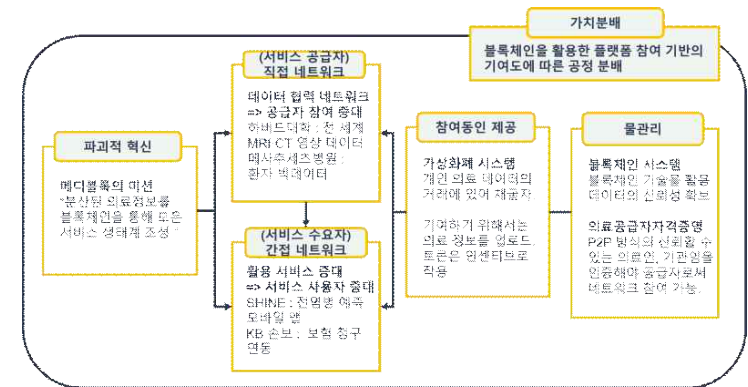 가치분배
블록체인을 활용한 플랫폼 참여 기반의
기여도에 따른 공정 분배
파괴적 혁신
메디블록의 미션
"분산된 의료정보를
블록체인을 통해 모은
서비스 생태계 조성"
(서비스 공급자)
직접 네트워크
데이터 협력 네트워크
=> 공급자 참여 증대
하버드대학 : 전 세계
MRI CT 영상 데이터
매사추세츠병원 :
환자 빅데이터
(서비스 수요자)
간접 네트워크
활용 서비스 증대
=> 서비스 사용자 증대
SHINE : 전염병 예측
모바일 앱
KB 손보 : 보험 청구
연동
참여동인 제공
가상화폐 시스템
개인 의료 데이터의
거래에 있어 재균자
기여하기 위해서는
의료 정보를 업로드.
토큰은 인센티브로
작용
물관리
블록체인 시스템
블록체인 기술를 활용
데이터의 신뢰성 확보
의료공급자자격증명
P2P 방식의 신뢰할 수
있는 의료인, 기관임을
인증해야 공급자로써
네트워크 참여 가능.